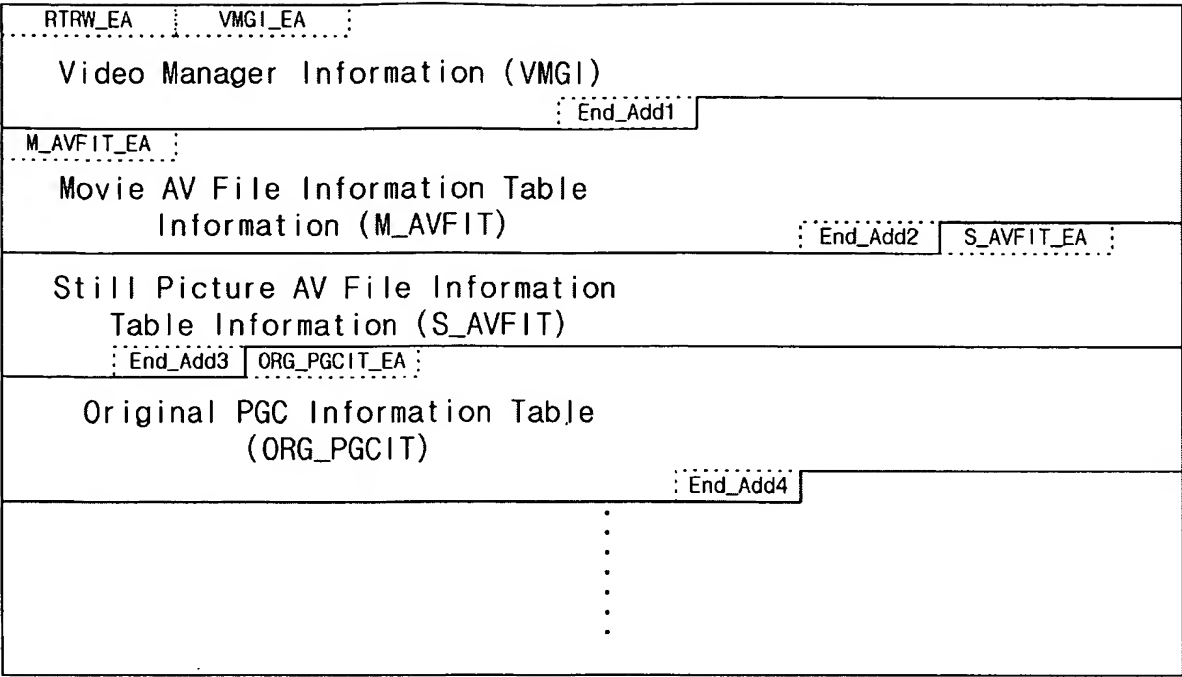 RTRW_EA VMGI_EA
Video Manager Information (VMGI)
End_Add1
M_AVFIT_EA
Movie AV File Information Table
Information (M_AVFIT)
End_Add2 S_AVFIT_EA
Still Picture AV File Information
Table Information (S_AVFIT)
End_Add3 ORG_PGCIT_EA
Original PGC Information Table
(ORG_PGCIT)
End_Add4